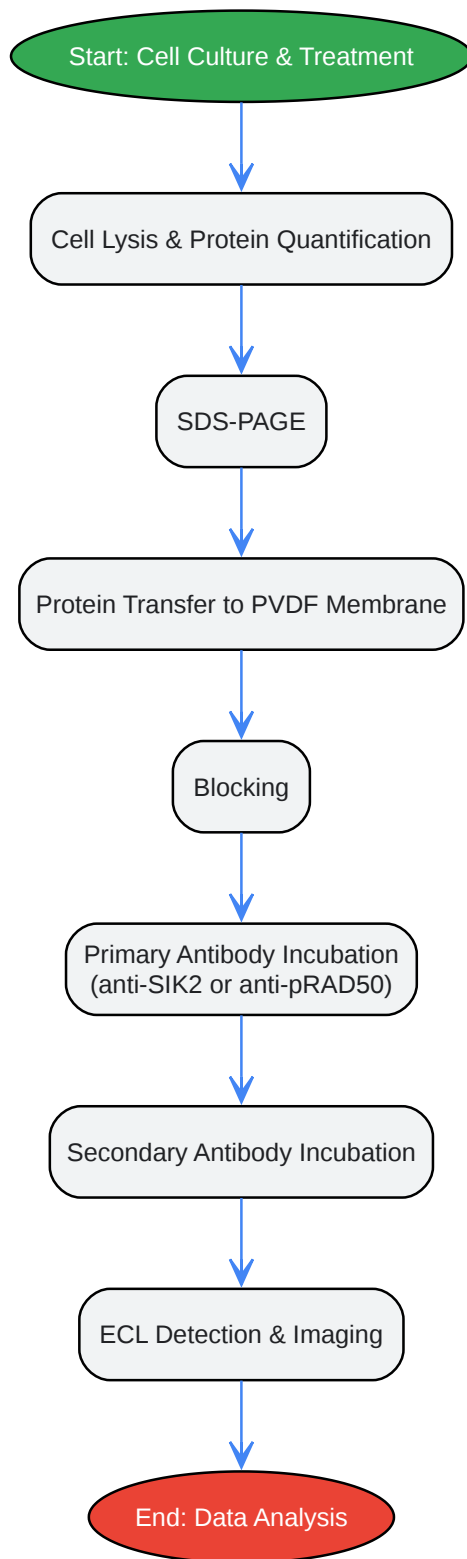 Start: Cell Culture & Treatment
Cell Lysis & Protein Quantification
SDS-PAGE
Protein Transfer to PVDF Membrane
Blocking
Primary Antibody Incubation
(anti-SIK2 or anti-pRAD50)
Secondary Antibody Incubation
ECL Detection & Imaging
End: Data Analysis